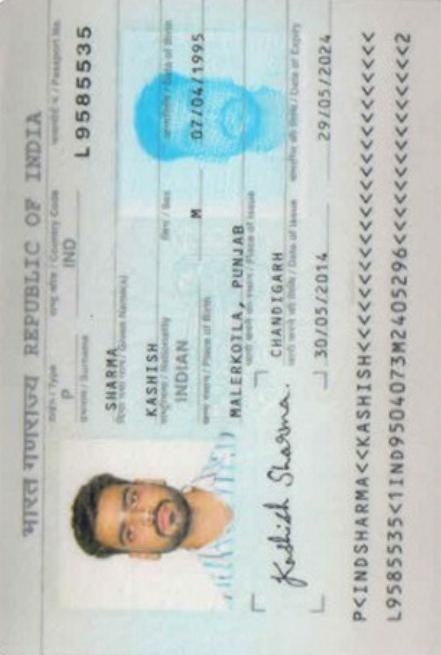 भारत गणराज्य REPUBLIC OF INDIA
टाइप / Type राष्ट्र कोड / Country Code पासपोर्ट नं. / Passport No.
P IND L9585535
उपनाम / Surname
SHARMA
दिया गया नाम / Given Name(s)
KASHISH
राष्ट्रीयता / Nationality लिंग / Sex जन्मतिथि / Date of Birth
INDIAN M 07/04/1995
जन्म स्थान / Place of Birth
MALERKOTLA, PUNJAB
जारी करने का स्थान / Place of Issue
CHANDIGARH
जारी करने की तिथि / Date of Issue समाप्ति की तिथि / Date of Expiry
30/05/2014 29/05/2024
Kashish Sharma.
P<INDSHARMA<<KASHISH<<<<<<<<<<<<<<<<<<<<<<<<
L9585535<1IND9504073M2405296<<<<<<<<<<<<<<<2